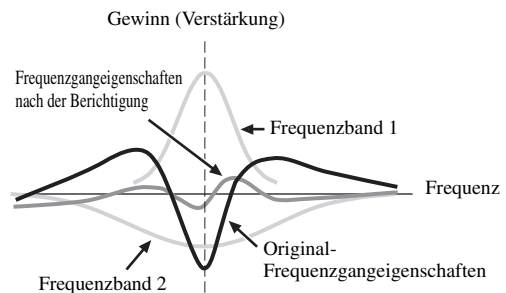 Gewinn (Verstärkung)
Frequenzgangeigenschaften
nach der Berichtigung
Frequenzband 1
Frequenz
Original-
Frequenzgangeigenschaften
Frequenzband 2